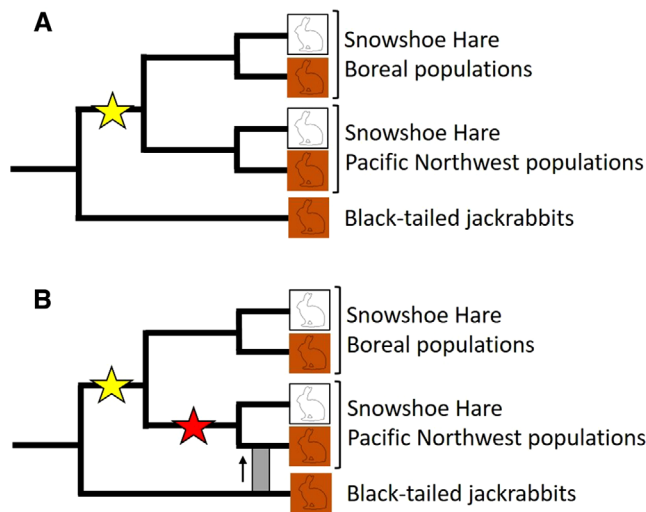 A
Snowshoe Hare
Boreal populations
Snowshoe Hare
Pacific Northwest populations
Black-tailed jackrabbits
B
Snowshoe Hare
Boreal populations
Snowshoe Hare
Pacific Northwest populations
Black-tailed jackrabbits